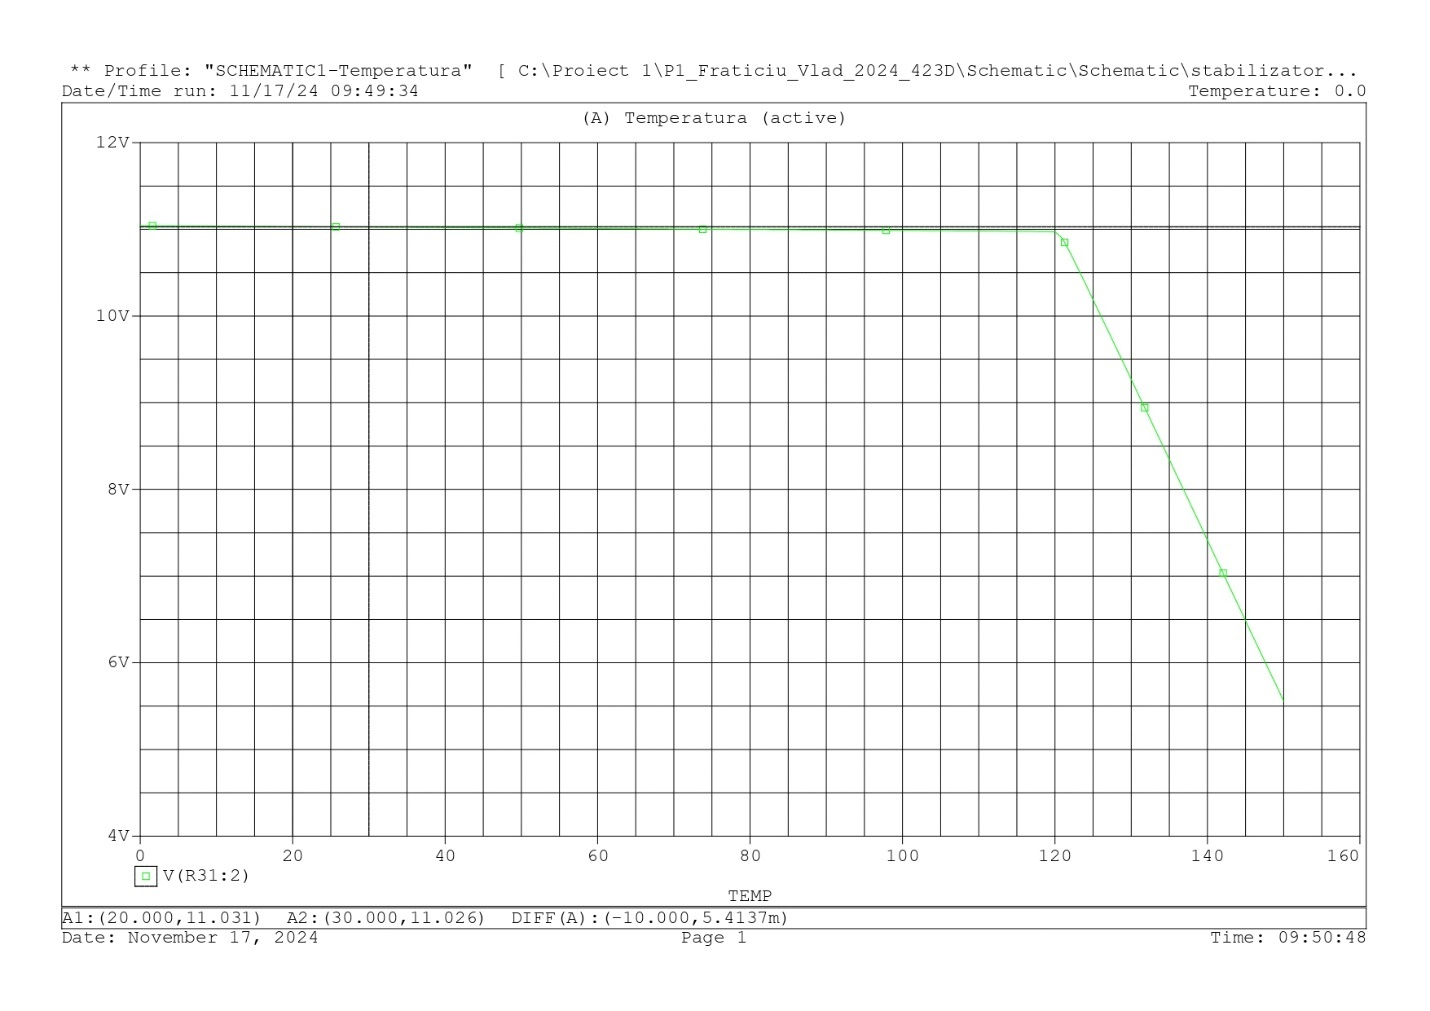 ** Profile: "SCHEMATIC1-Temperatura"  [ C:\Proiect 1\P1_Fraticiu_Vlad_2024_423D\Schematic\Schematic\stabilizator...
Date/Time run: 11/17/24 09:49:34 Temperature: 0.0
(A) Temperatura (active)
12V
10V
8V
6V
4V
0 20 40 60 80 100 120 140 160
V(R31:2)
TEMP
A1:(20.000,11.031) A2:(30.000,11.026) DIFF(A):(-10.000,5.4137m)
Date: November 17, 2024 Page 1 Time: 09:50:48